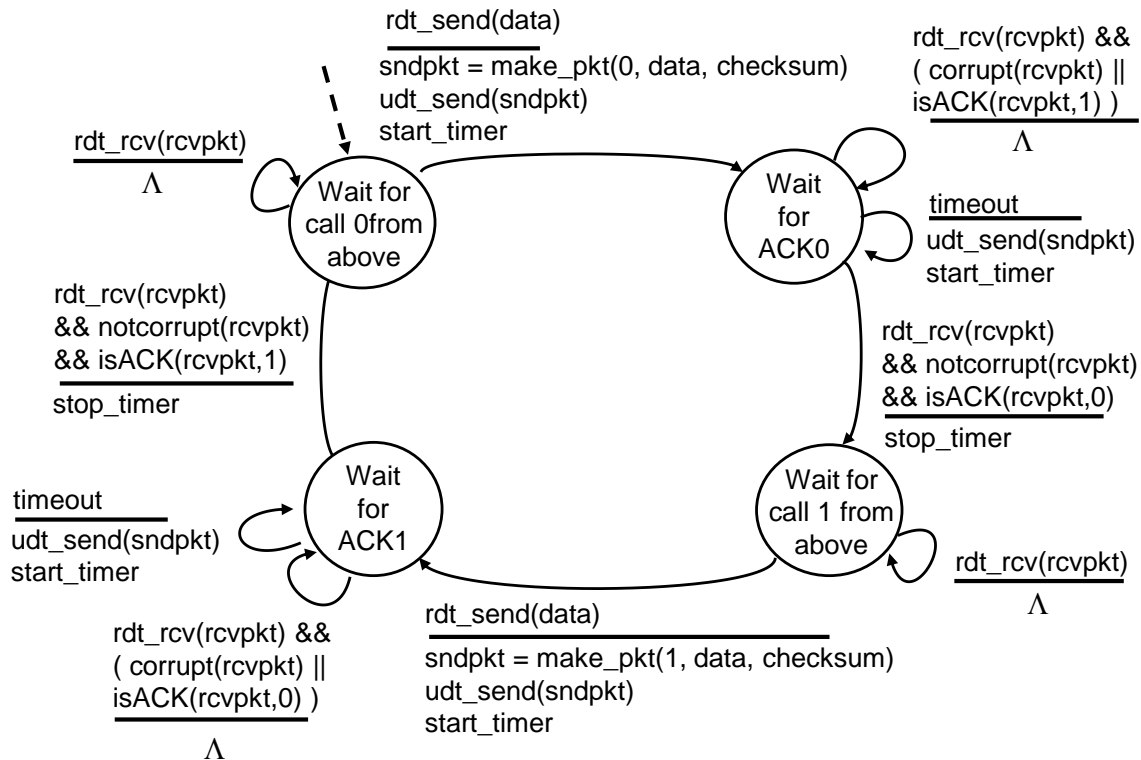 rdt_send(data)
sndpkt = make_pkt(0, data, checksum)
udt_send(sndpkt)
start_timer
rdt_rcv(rcvpkt) &&
( corrupt(rcvpkt) ||
isACK(rcvpkt,1) )
Λ
rdt_rcv(rcvpkt)
Λ
Wait for
call 0from
above
Wait
for
ACK0
timeout
udt_send(sndpkt)
start_timer
rdt_rcv(rcvpkt)
&& notcorrupt(rcvpkt)
&& isACK(rcvpkt,1)
stop_timer
rdt_rcv(rcvpkt)
&& notcorrupt(rcvpkt)
&& isACK(rcvpkt,0)
stop_timer
Wait
for
ACK1
Wait for
call 1 from
above
timeout
udt_send(sndpkt)
start_timer
rdt_rcv(rcvpkt)
Λ
rdt_rcv(rcvpkt) &&
( corrupt(rcvpkt) ||
isACK(rcvpkt,0) )
Λ
rdt_send(data)
sndpkt = make_pkt(1, data, checksum)
udt_send(sndpkt)
start_timer